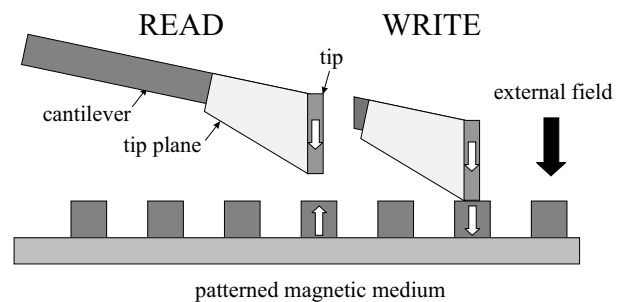 READ
WRITE
tip
external field
cantilever
tip plane
patterned magnetic medium